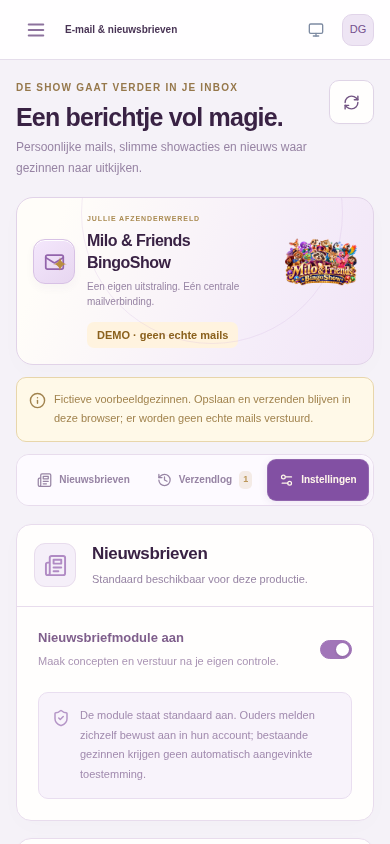 E-mail & nieuwsbrieven
DG
DE SHOW GAAT VERDER IN JE INBOX
Een berichtje vol magie.
Persoonlijke mails, slimme showacties en nieuws waar
gezinnen naar uitkijken.
JULLIE AFZENDERWERELD
Milo & Friends
BingoShow
Een eigen uitstraling. Eén centrale
mailverbinding.
DEMO · geen echte mails
Milo & Friends
BingoShow
Fictieve voorbeeldgezinnen. Opslaan en verzenden blijven in
deze browser; er worden geen echte mails verstuurd.
Nieuwsbrieven
Verzendlog 1
Instellingen
Nieuwsbrieven
Standaard beschikbaar voor deze productie.
Nieuwsbriefmodule aan
Maak concepten en verstuur na je eigen controle.
De module staat standaard aan. Ouders melden
zichzelf bewust aan in hun account; bestaande
gezinnen krijgen geen automatisch aangevinkte
toestemming.